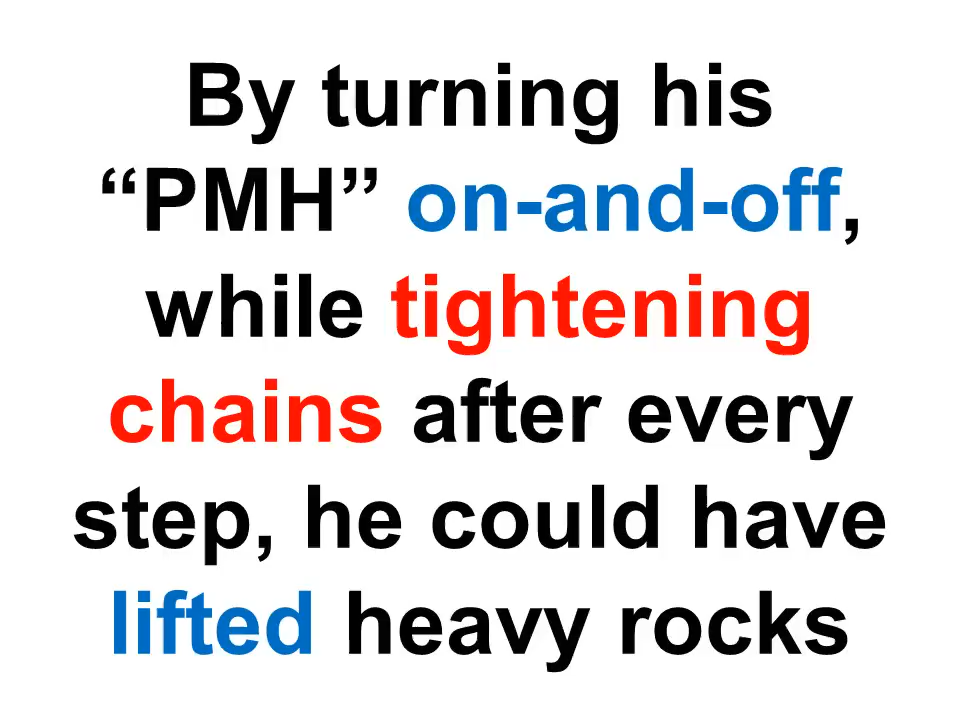 By turning his
“PMH” on-and-off,
while tightening
chains after every
step, he could have
lifted heavy rocks